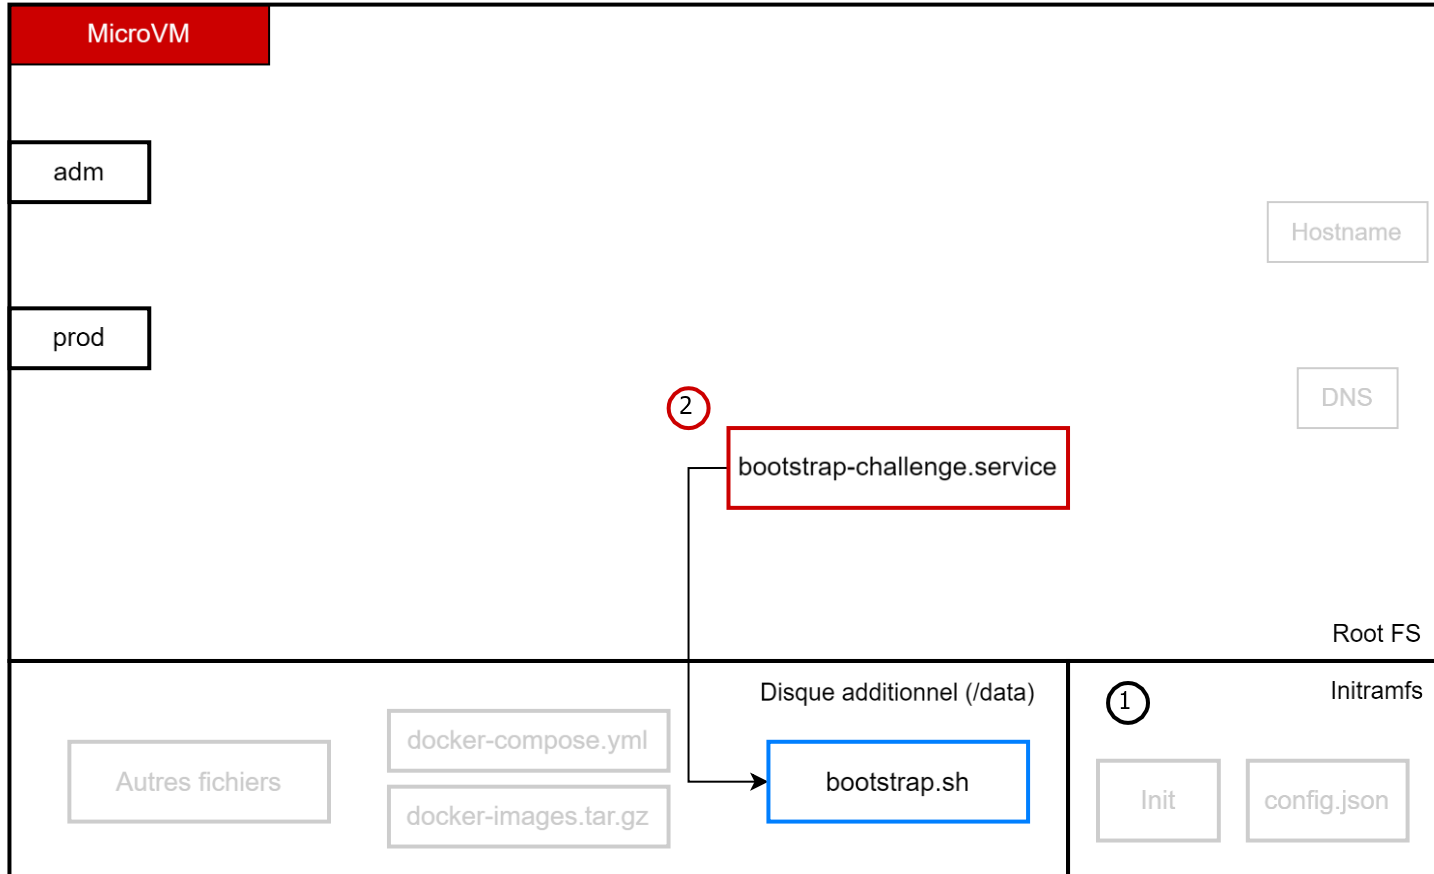 MicroVM
adm
Hostname
prod
DNS
2
bootstrap-challenge.service
Root FS
Disque additionnel (/data)
1
Initramfs
docker-compose.yml
Autres fichiers
bootstrap.sh
docker-images.tar.gz
Init
config.json